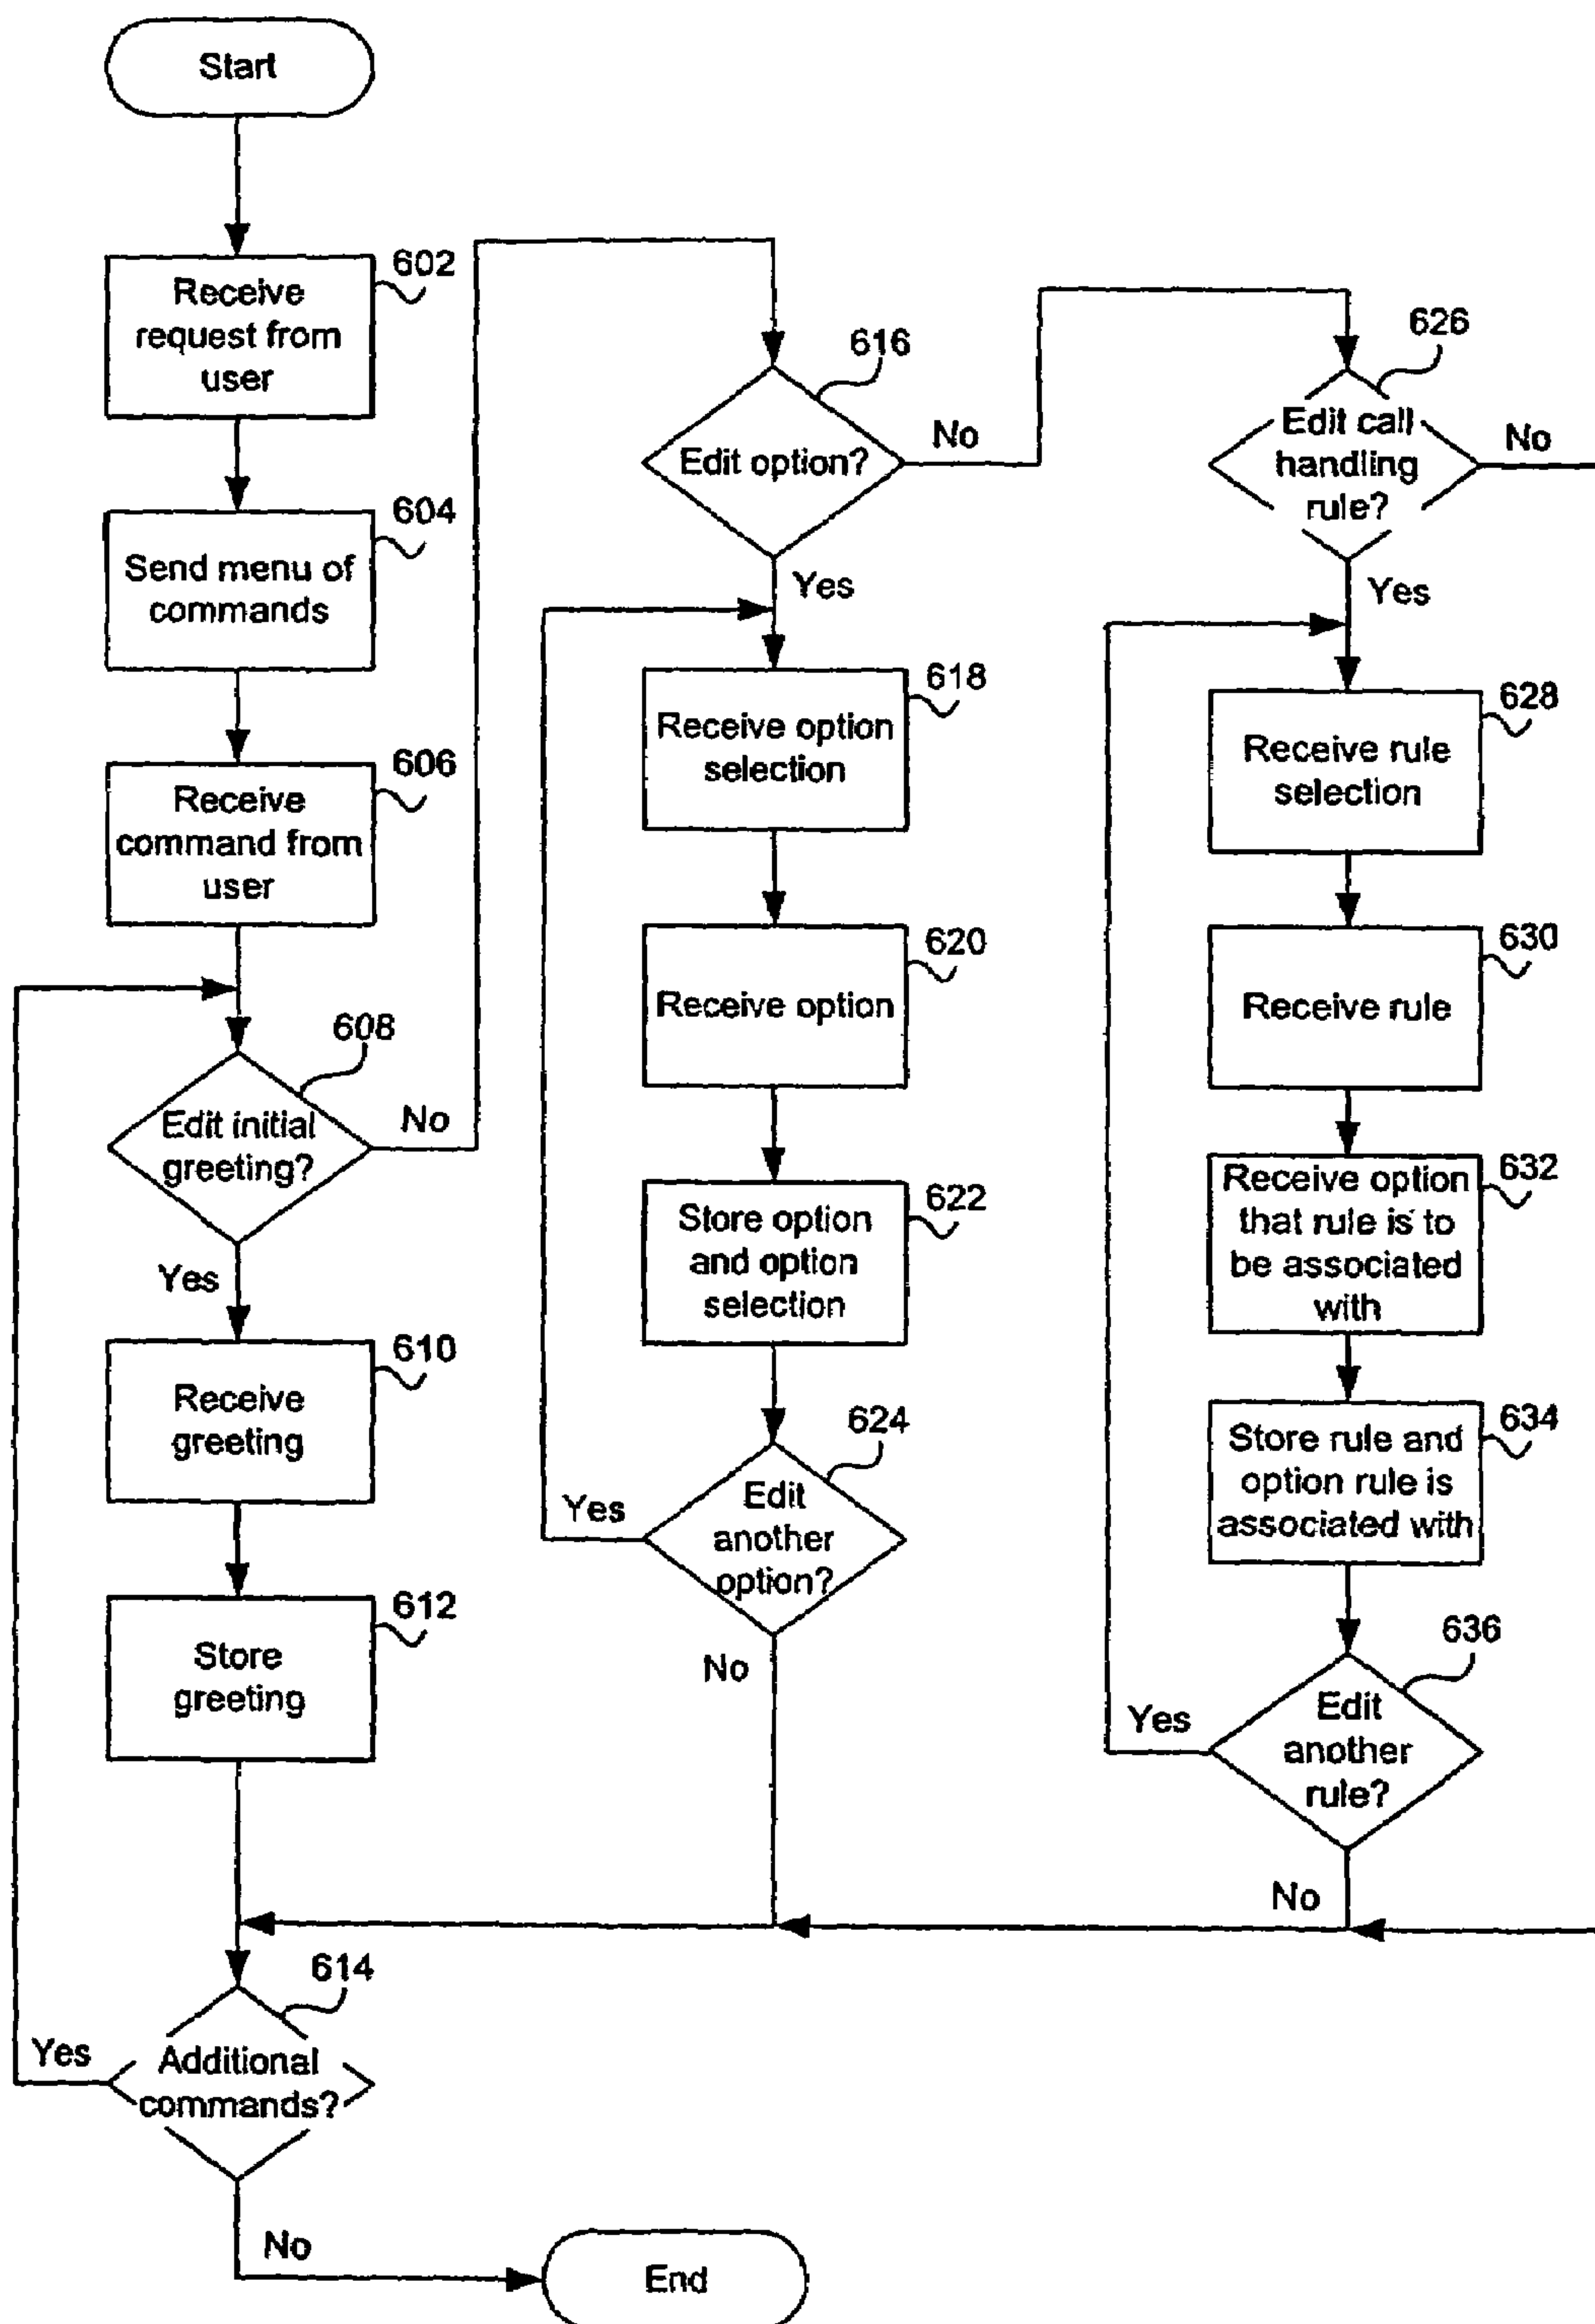 Start
602
Receive
request from
user
604
Send menu of
commands
606
Receive
command from
user
608
Edit initial
greeting?
No
Yes
610
Receive
greeting
612
Store
greeting
614
Additional
commands?
Yes
No
End
616
Edit option?
No
Yes
618
Receive option
selection
620
Receive option
622
Store option
and option
selection
624
Edit
another
option?
Yes
No
626
Edit call
handling
rule?
No
Yes
628
Receive rule
selection
630
Receive rule
632
Receive option
that rule is to
be associated
with
634
Store rule and
option rule is
associated with
636
Edit
another
rule?
Yes
No